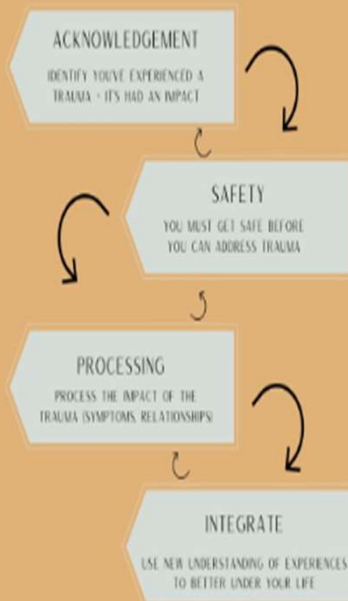 ACKNOWLEDGEMENT
IDENTIFY YOU'VE EXPERIENCED A
TRAUMA + IT'S HAD AN IMPACT
SAFETY
YOU MUST GET SAFE BEFORE
YOU CAN ADDRESS TRAUMA
PROCESSING
PROCESS THE IMPACT OF THE
TRAUMA (SYMPTOMS, RELATIONSHIPS)
INTEGRATE
USE NEW UNDERSTANDING OF EXPERIENCES
TO BETTER UNDER YOUR LIFE